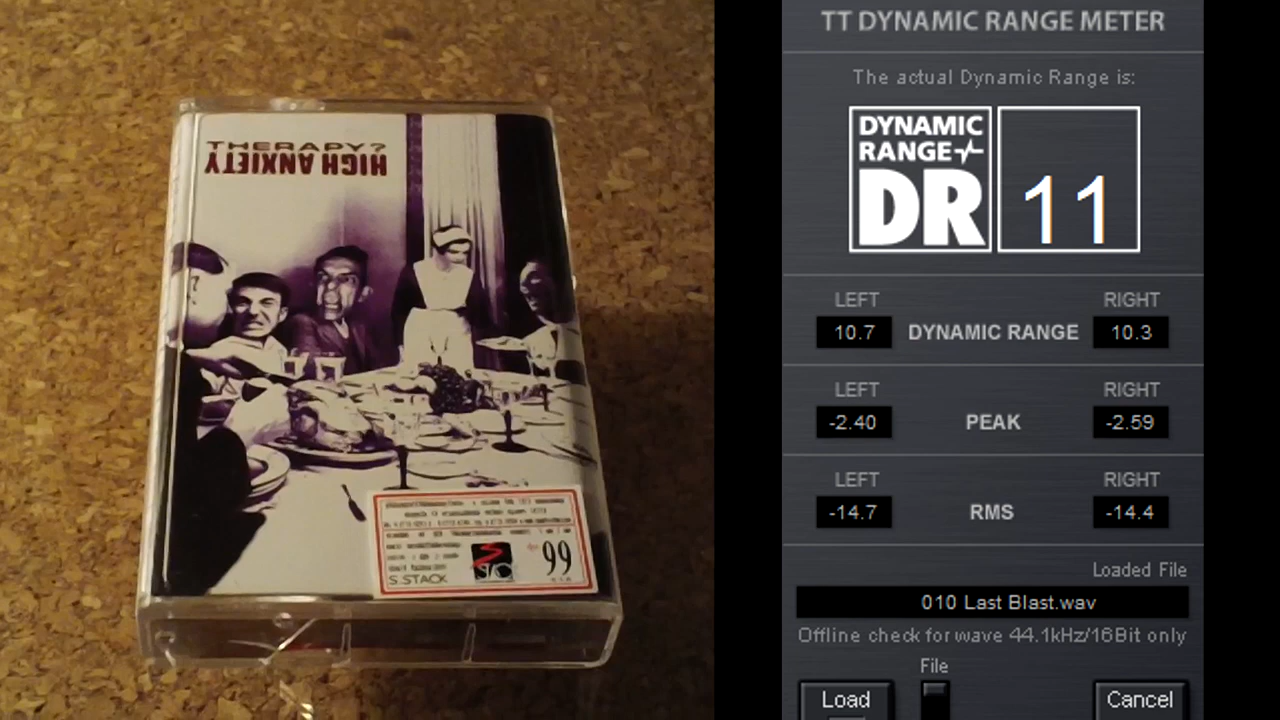 THERAPY?
HIGH ANXIETY
S.STACK
99
TT DYNAMIC RANGE METER
The actual Dynamic Range is:
DYNAMIC
RANGE
DR
11
LEFT RIGHT
10.7 DYNAMIC RANGE 10.3
LEFT RIGHT
-2.40 PEAK -2.59
LEFT RIGHT
-14.7 RMS -14.4
Loaded File
010 Last Blast.wav
Offline check for wave 44.1kHz/16Bit only
File
Load Cancel